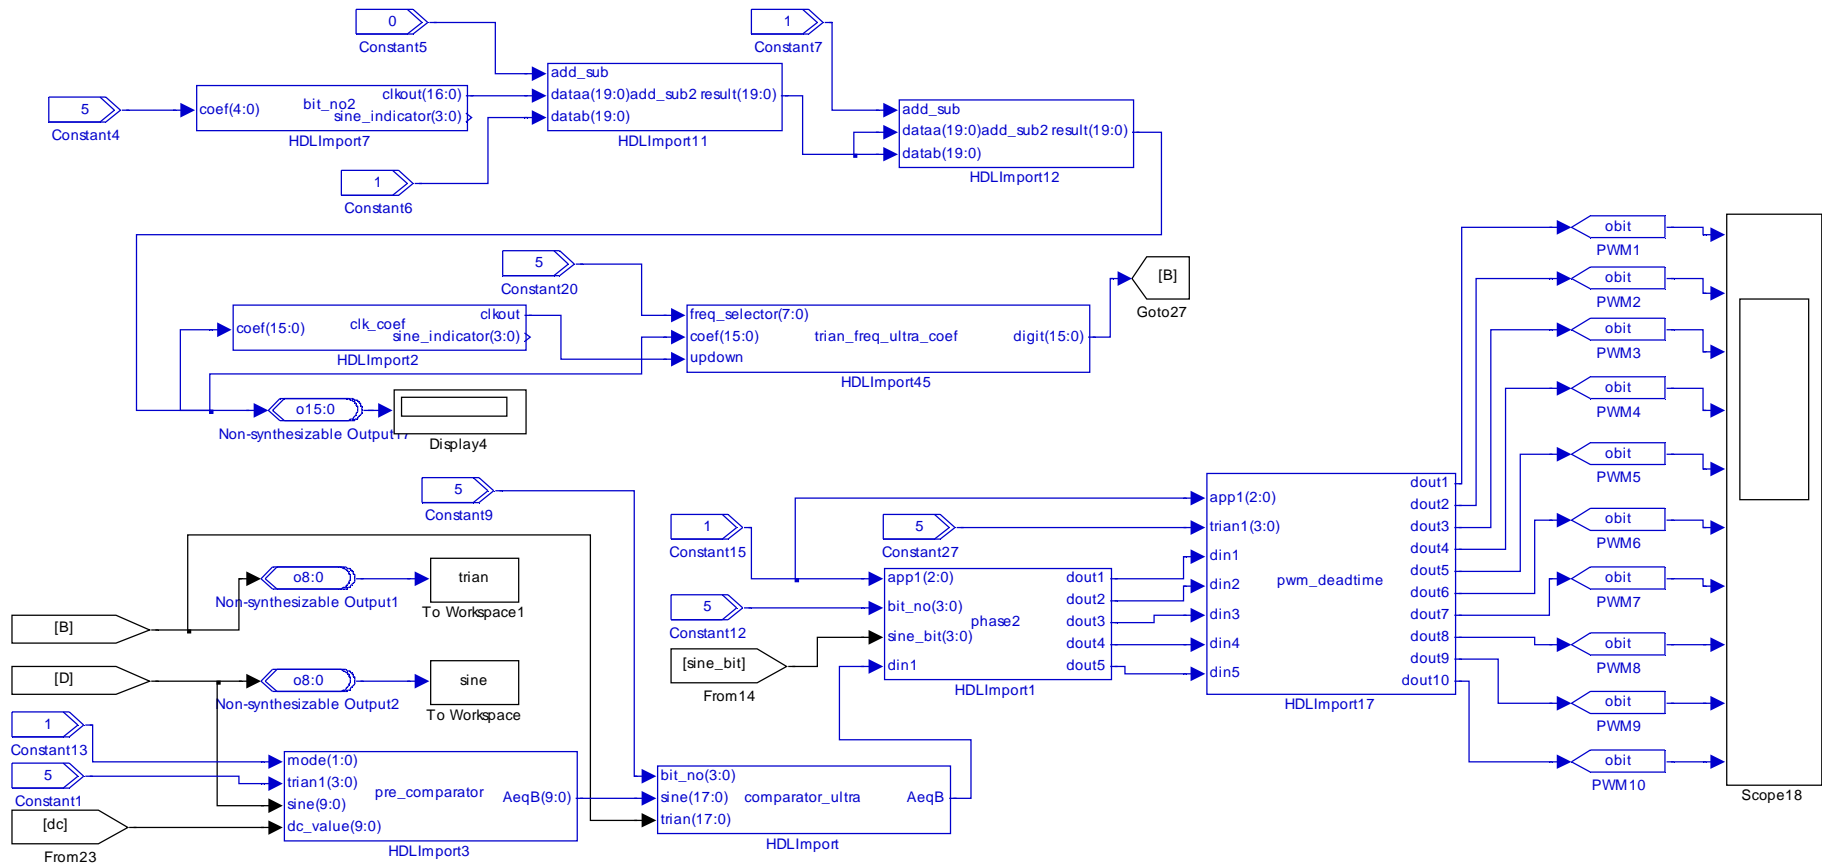 0
Constant5
1
Constant7
5
Constant4
coef(4:0)
bit_no2
clkout(16:0)
sine_indicator(3:0)
HDLImport7
add_sub
dataa(19:0)
add_sub2
result(19:0)
datab(19:0)
HDLImport11
1
Constant6
add_sub
dataa(19:0)
add_sub2
result(19:0)
datab(19:0)
HDLImport12
5
Constant20
[B]
Goto27
coef(15:0)
clk_coef
clkout
sine_indicator(3:0)
HDLImport2
freq_selector(7:0)
coef(15:0)
updown
trian_freq_ultra_coef
digit(15:0)
HDLImport45
o15:0
Non-synthesizable Output17
Display4
5
Constant9
[B]
o8:0
Non-synthesizable Output1
trian
To Workspace1
[D]
o8:0
Non-synthesizable Output2
sine
To Workspace
1
Constant13
5
Constant1
[dc]
From23
mode(1:0)
trian1(3:0)
sine(9:0)
dc_value(9:0)
pre_comparator
AeqB(9:0)
HDLImport3
bit_no(3:0)
sine(17:0)
trian(17:0)
comparator_ultra
AeqB
HDLImport
1
Constant15
5
Constant12
[sine_bit]
From14
5
Constant27
app1(2:0)
bit_no(3:0)
sine_bit(3:0)
din1
phase2
dout1
dout2
dout3
dout4
dout5
HDLImport1
app1(2:0)
trian1(3:0)
din1
din2
din3
din4
din5
pwm_deadtime
dout1
dout2
dout3
dout4
dout5
dout6
dout7
dout8
dout9
dout10
HDLImport17
obit
PWM1
obit
PWM2
obit
PWM3
obit
PWM4
obit
PWM5
obit
PWM6
obit
PWM7
obit
PWM8
obit
PWM9
obit
PWM10
Scope18